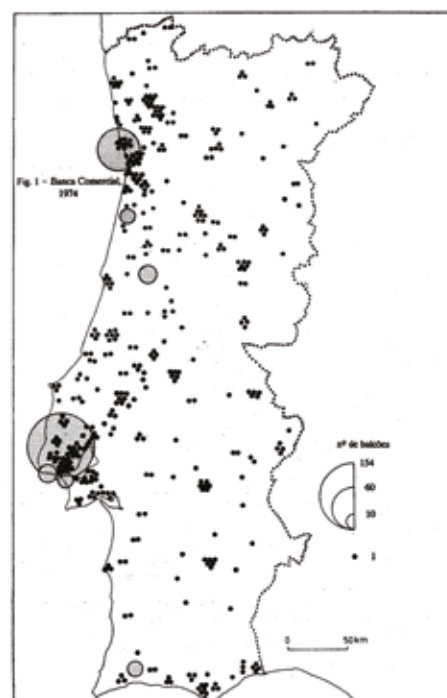 Fig. 1 – Banca Comercial,
1974
nº de balcões
154
60
10
1
0 50km